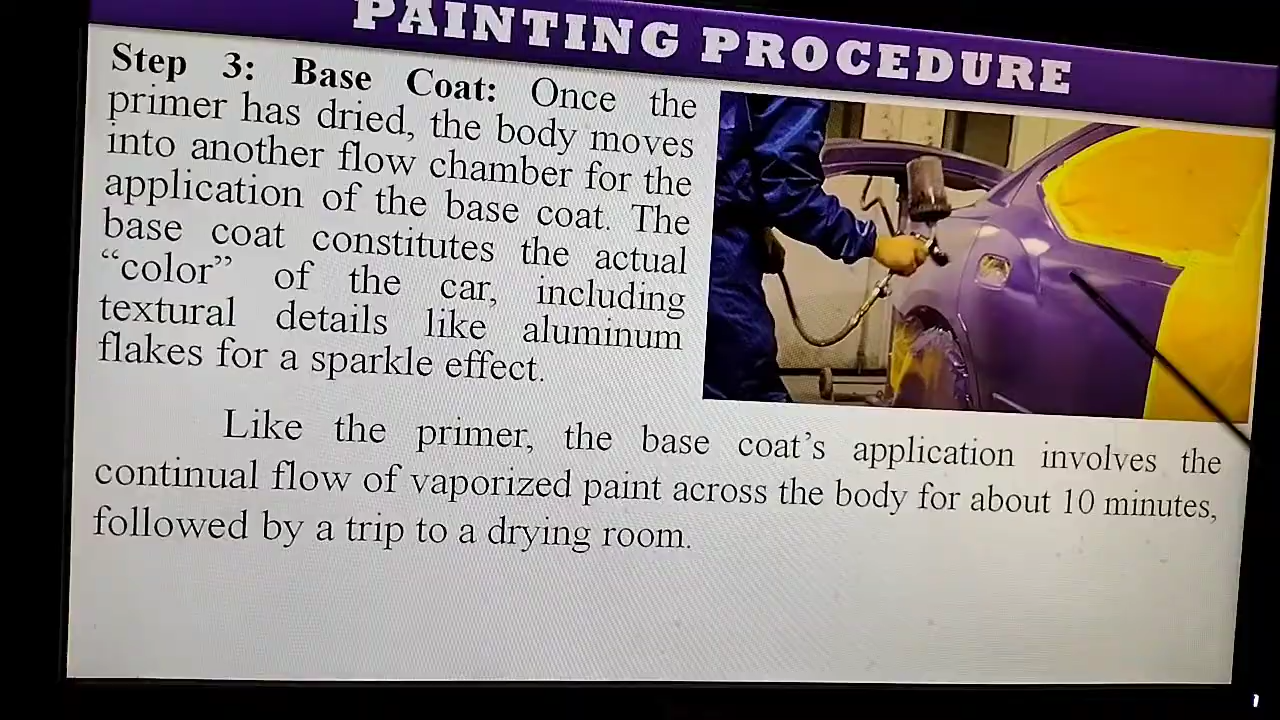 PAINTING PROCEDURE
Step 3: Base Coat: Once the
primer has dried, the body moves
into another flow chamber for the
application of the base coat. The
base coat constitutes the actual
“color” of the car, including
textural details like aluminum
flakes for a sparkle effect.
Like the primer, the base coat’s application involves the
continual flow of vaporized paint across the body for about 10 minutes,
followed by a trip to a drying room.